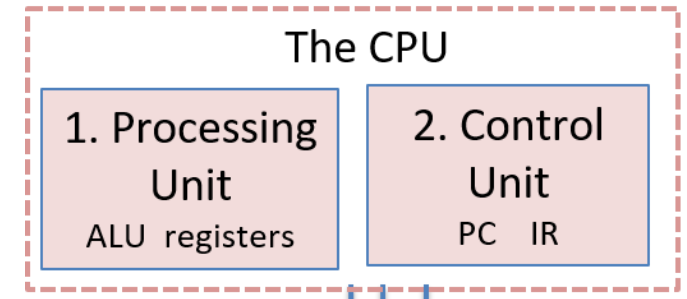 The CPU
1. Processing
Unit
ALU registers
2. Control
Unit
PC IR